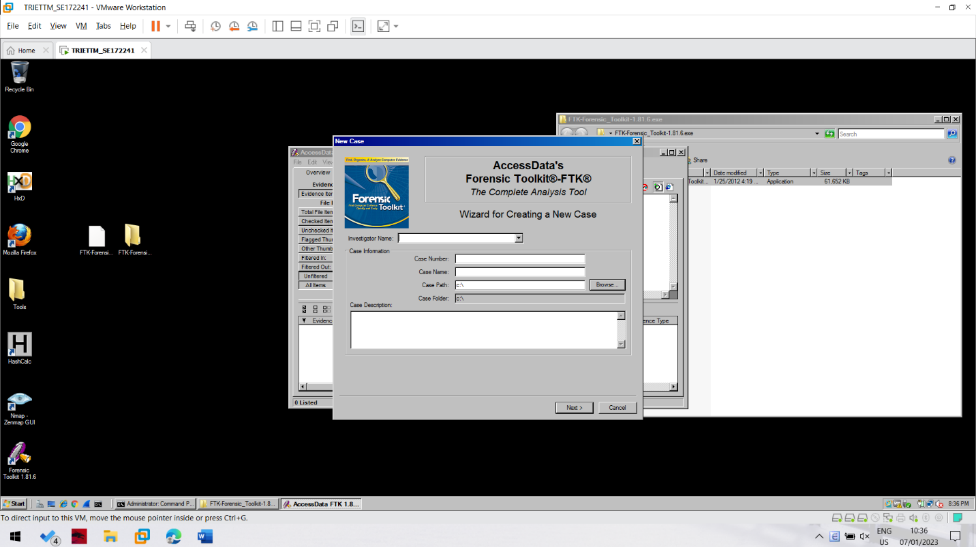 TRIETTM_SE172241 - VMware Workstation
File Edit View VM Tabs Help
Home
TRIETTM_SE172241
Recycle Bin
Google Chrome
HxD
Mozilla Firefox
FTK-Forensi...
FTK-Forensi...
Tools
HashCalc
Nmap - Zenmap GUI
Forensic Toolkit 1.81.6
FTK-Forensic_Toolkit-1.81.6.exe
FTK-Forensic_Toolkit-1.81.6.exe
Search
Share
Date modified Type Size Tags
Toolkit... 1/25/2012 4:19 ... Application 61,652 KB
AccessData
File Edit View
Overview
Evidence Item
Total File Item
Checked Items
Unchecked It
Flagged Thu
Other Thumb
Filtered In:
Filtered Out:
Unfiltered
All Items
Evidenc
ence Type
0 Listed
New Case
Forensic Toolkit
AccessData's
Forensic Toolkit®-FTK®
The Complete Analysis Tool
Wizard for Creating a New Case
Investigator Name:
Case Information
Case Number:
Case Name:
Case Path: c:\ Browse...
Case Folder: c:\
Case Description:
Next > Cancel
Start
Administrator: Command P...
FTK-Forensic_Toolkit-1.8...
AccessData FTK 1.8...
8:36 PM
To direct input to this VM, move the mouse pointer inside or press Ctrl+G.
4
ENG
US
10:36
07/01/2023